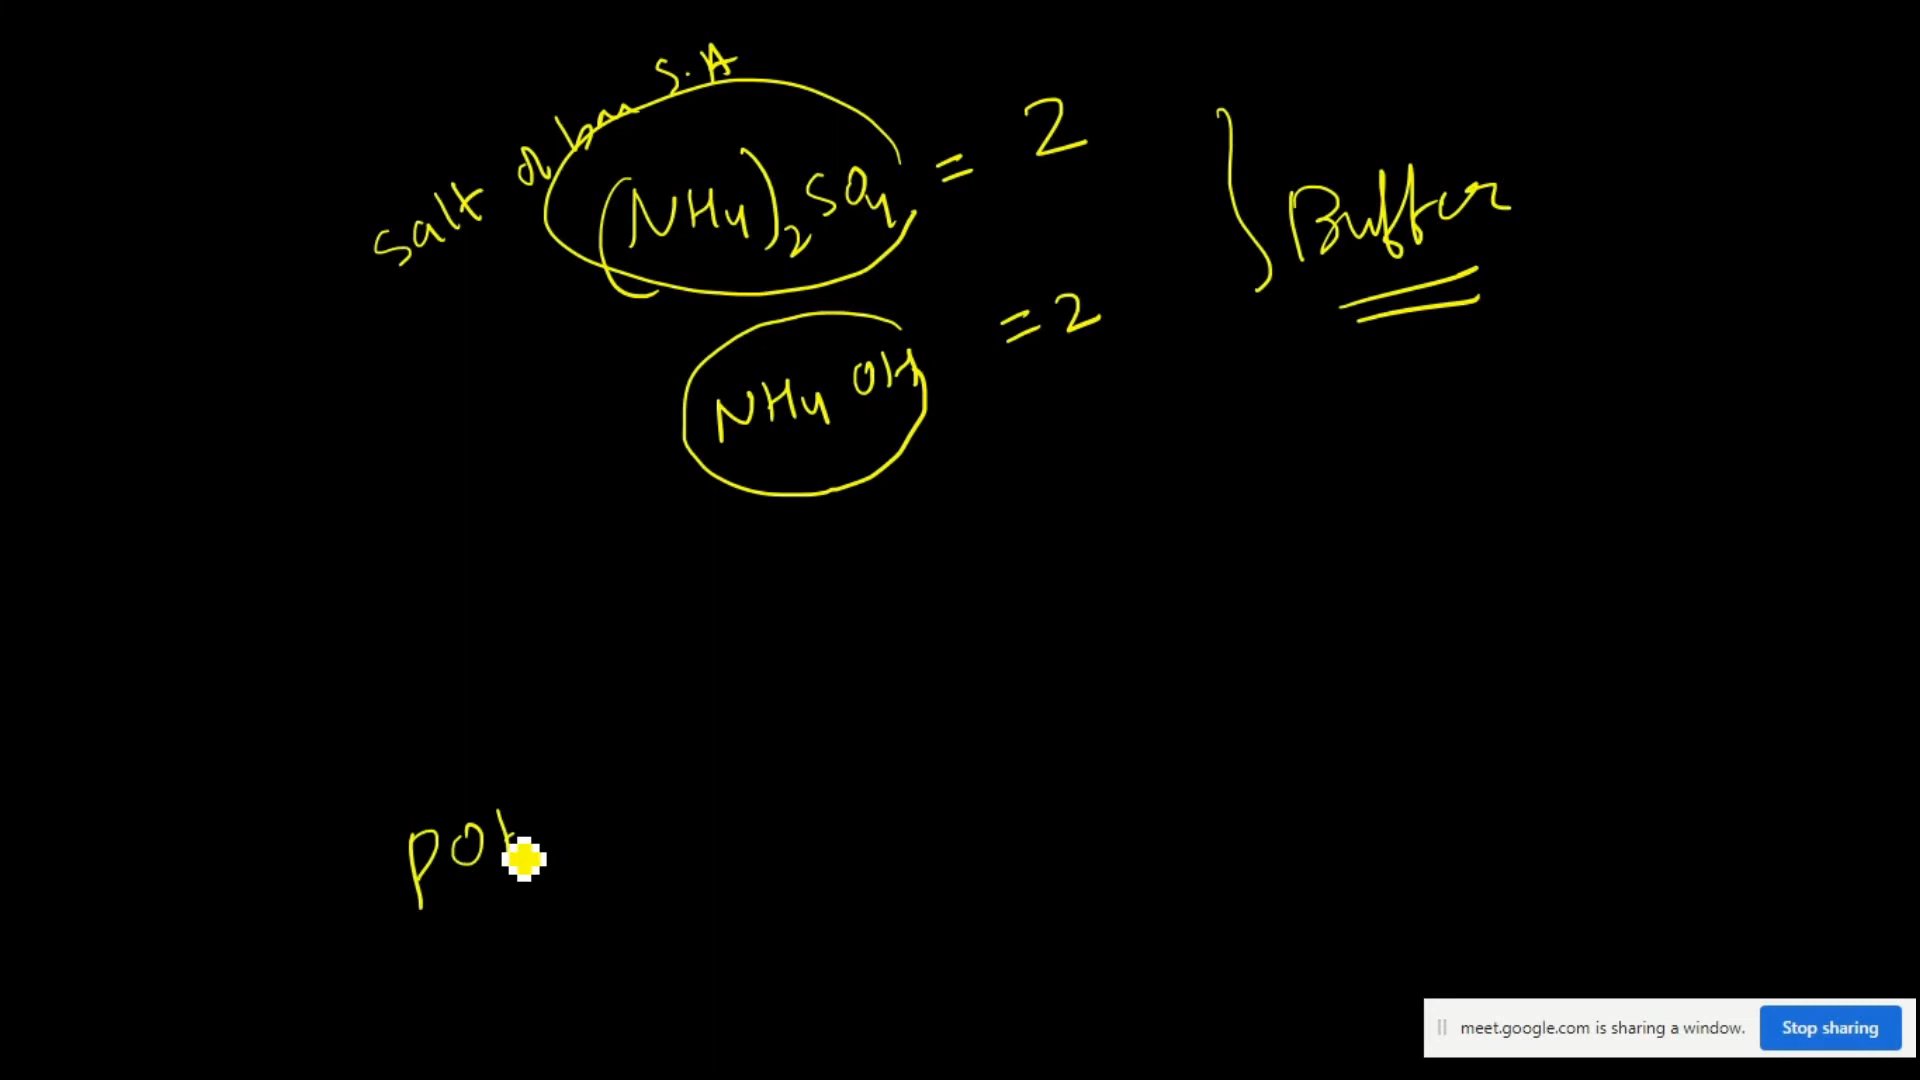 Salt of S.A
(NH4)2SO4 = 2
Buffer
NH4OH = 2
POH
meet.google.com is sharing a window. Stop sharing